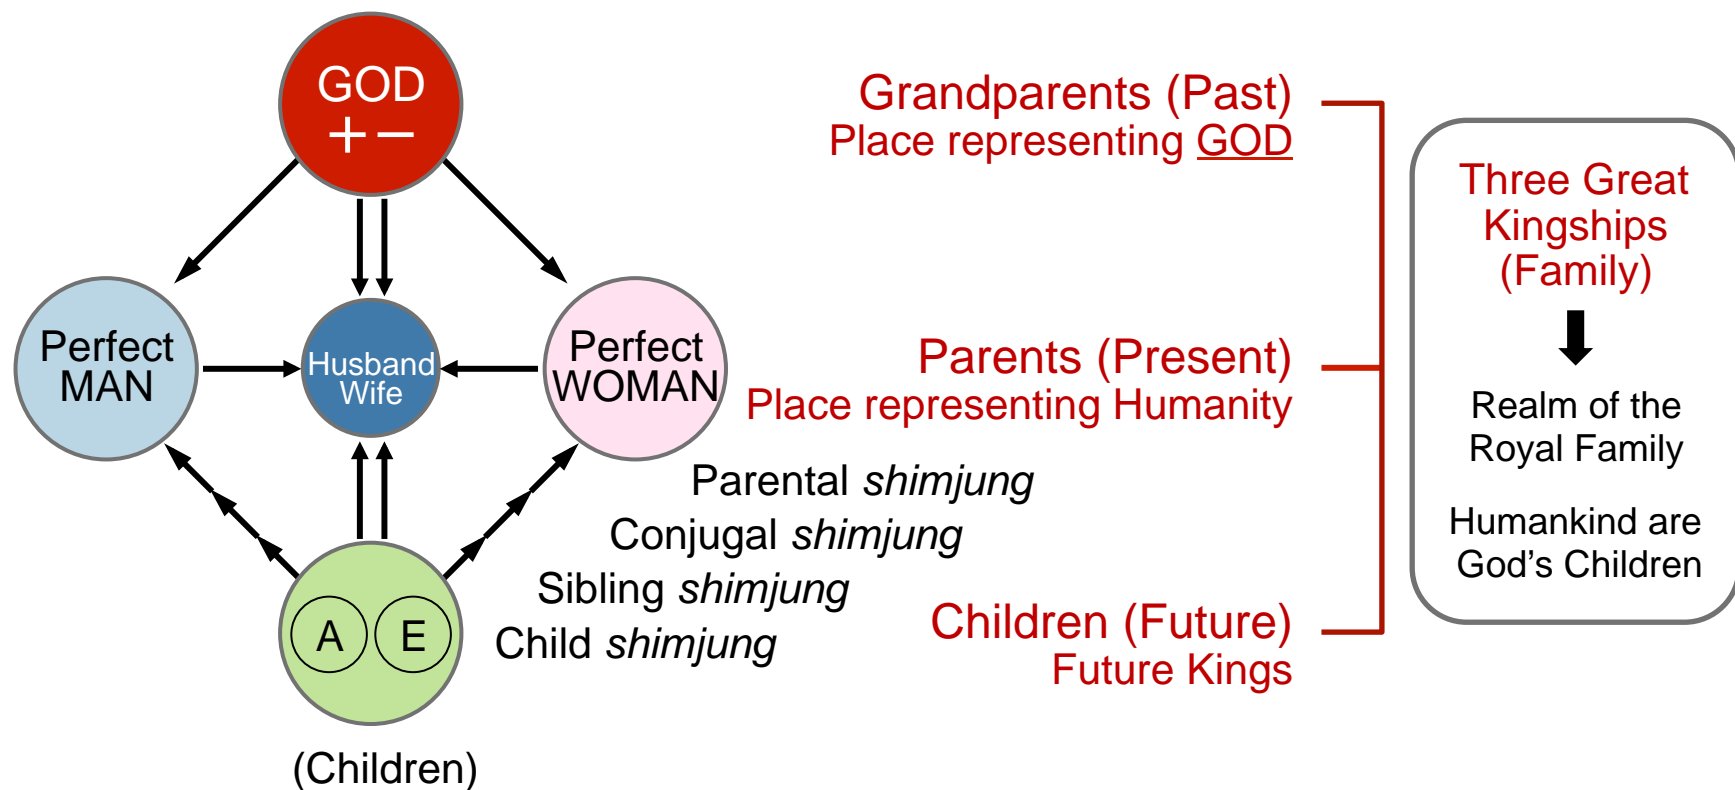 GOD
+ −
Grandparents (Past)
Place representing GOD
Three Great
Kingships
(Family)
Perfect
MAN
Husband
Wife
Perfect
WOMAN
Parents (Present)
Place representing Humanity
Realm of the
Royal Family
Parental shimjung
Conjugal shimjung
Sibling shimjung
Child shimjung
Humankind are
God’s Children
A E
Children (Future)
Future Kings
(Children)